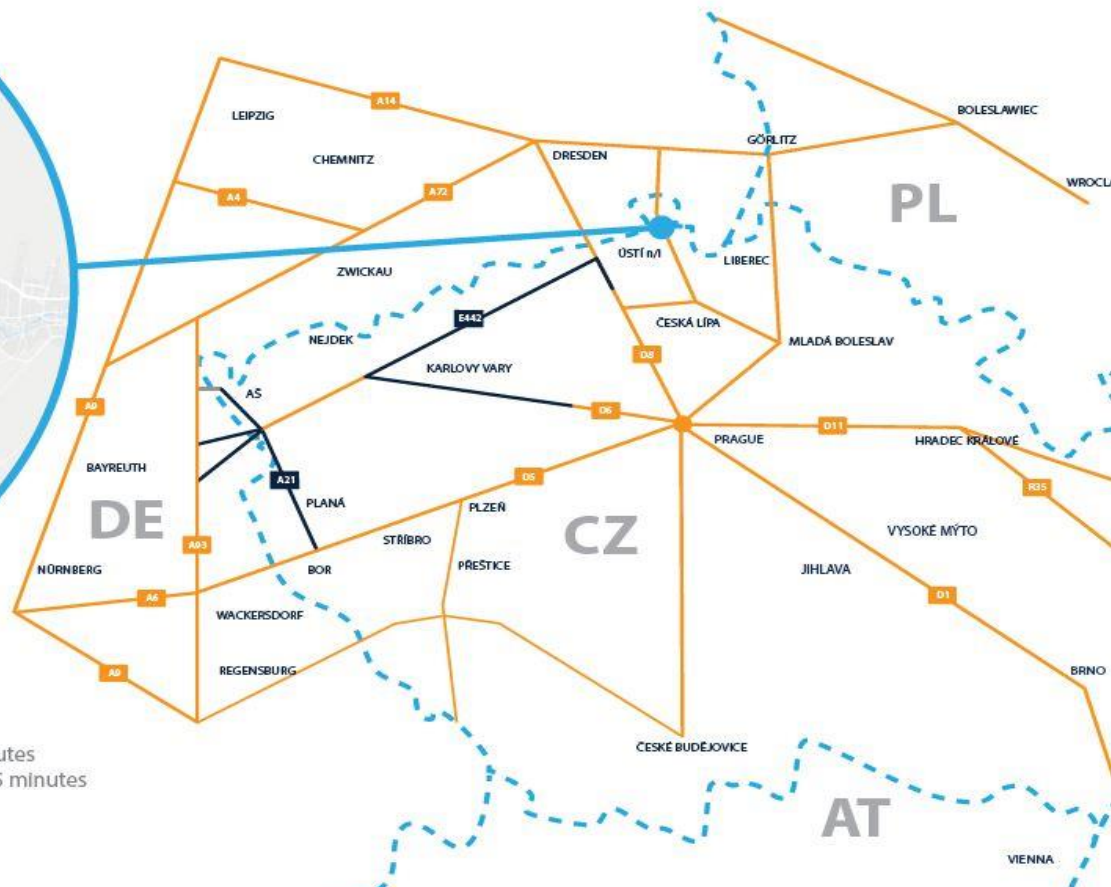 BOLESLAWIEC
A14
LEIPZIG
GÖRLITZ
DRESDEN
CHEMNITZ
WROCLA
A4
A72
PL
ÚSTÍ n/l
LIBEREC
ZWICKAU
E442
ČESKÁ LÍPA
NEJDEK
MLADÁ BOLESLAV
D8
KARLOVY VARY
AŠ
A9
D6
D11
PRAGUE
HRADEC KRÁLOVÉ
BAYREUTH
D5
A21
R35
PLANÁ
PLZEŇ
DE
CZ
VYSOKÉ MÝTO
STŘÍBRO
A93
PŘEŠTICE
NÜRNBERG
BOR
JIHLAVA
A6
D1
WACKERSDORF
A9
REGENSBURG
BRNO
ČESKÉ BUDĚJOVICE
utes
5 minutes
AT
VIENNA